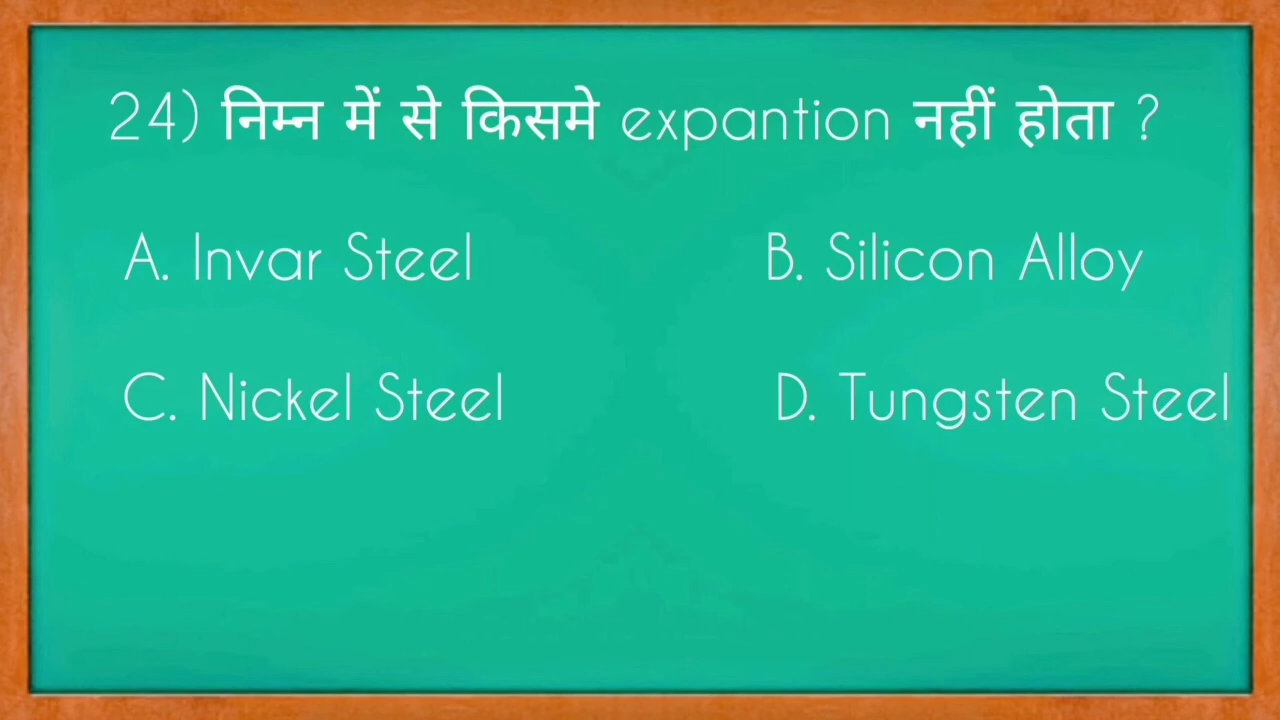 24) निम्न में से किसमे expantion नहीं होता ?
A. Invar Steel B. Silicon Alloy
C. Nickel Steel D. Tungsten Steel